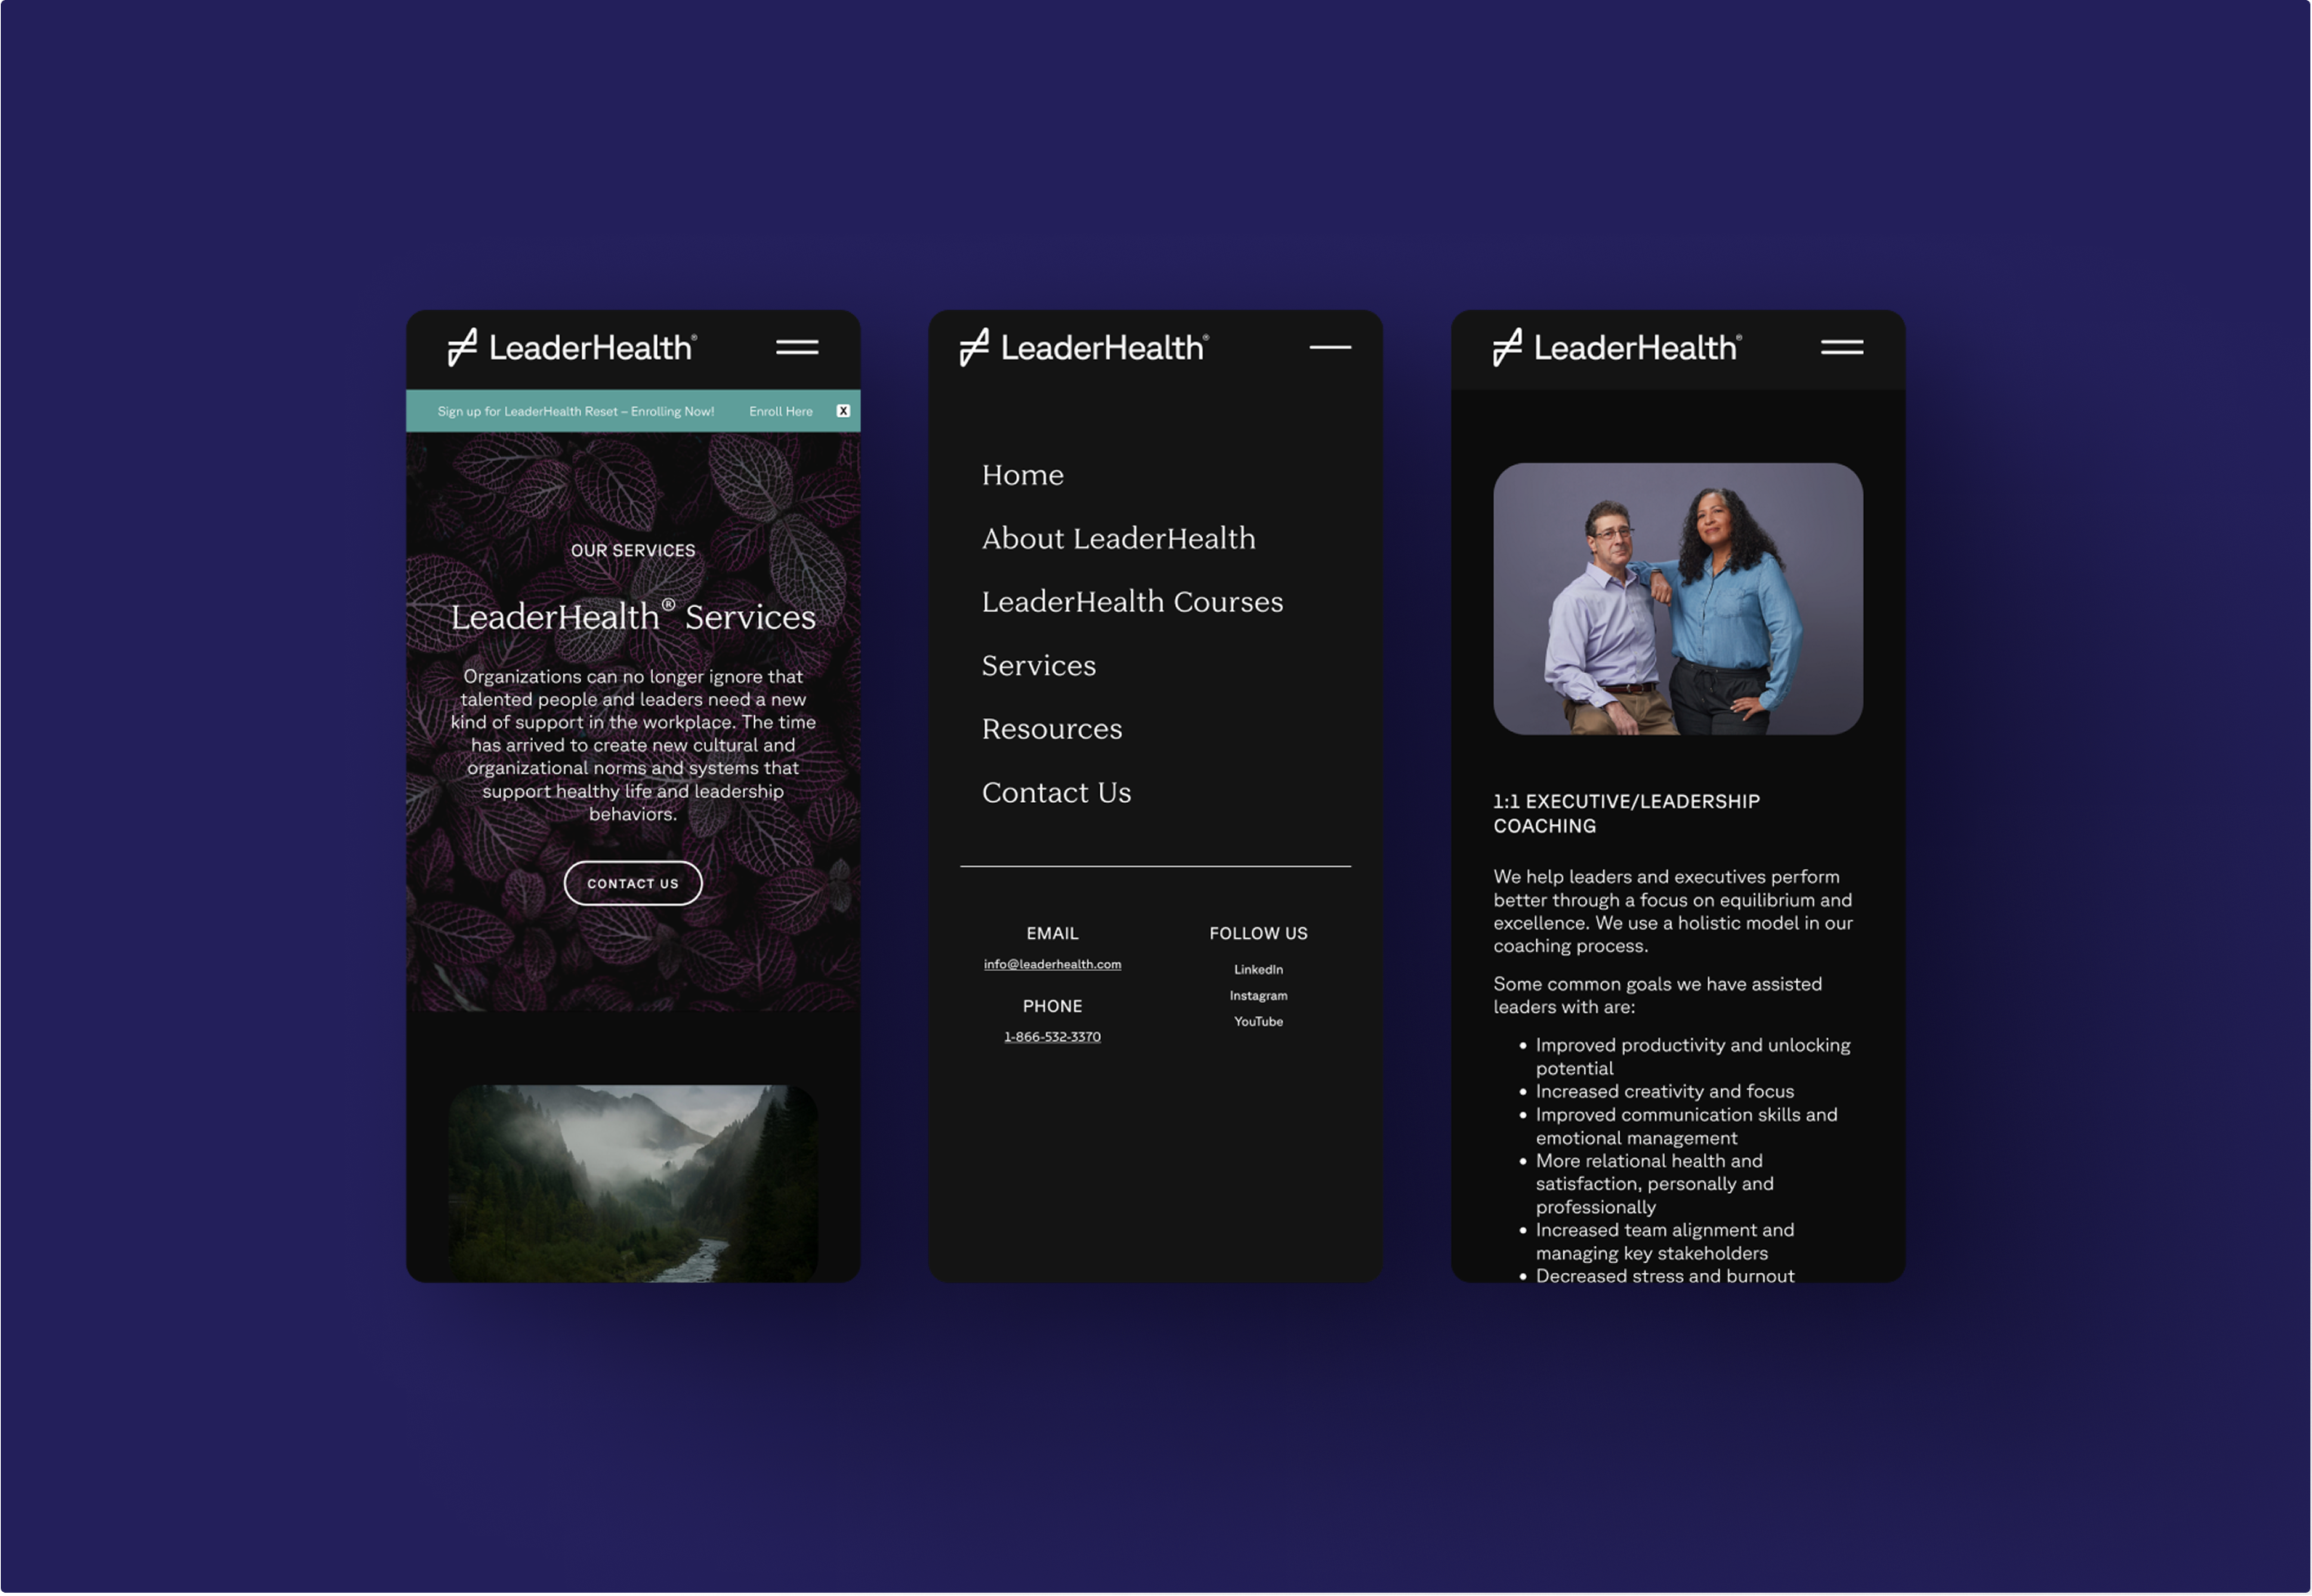 LeaderHealth®
Sign up for LeaderHealth Reset – Enrolling Now! Enroll Here X
OUR SERVICES
LeaderHealth® Services
Organizations can no longer ignore that
talented people and leaders need a new
kind of support in the workplace. The time
has arrived to create new cultural and
organizational norms and systems that
support healthy life and leadership
behaviors.
CONTACT US
LeaderHealth®
Home
About LeaderHealth
LeaderHealth Courses
Services
Resources
Contact Us
EMAIL
info@leaderhealth.com
PHONE
1-866-532-3370
FOLLOW US
LinkedIn
Instagram
YouTube
LeaderHealth®
1:1 EXECUTIVE/LEADERSHIP
COACHING
We help leaders and executives perform
better through a focus on equilibrium and
excellence. We use a holistic model in our
coaching process.
Some common goals we have assisted
leaders with are:
• Improved productivity and unlocking
potential
• Increased creativity and focus
• Improved communication skills and
emotional management
• More relational health and
satisfaction, personally and
professionally
• Increased team alignment and
managing key stakeholders
• Decreased stress and burnout